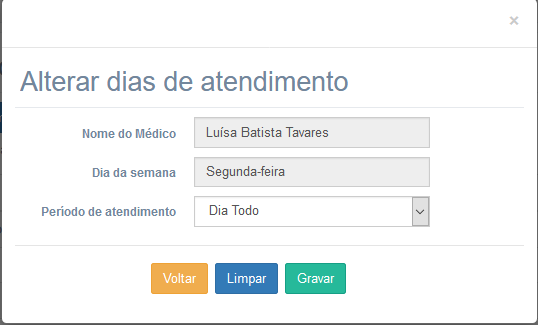 ×
Alterar dias de atendimento
Nome do Médico Luísa Batista Tavares
Dia da semana Segunda-feira
Período de atendimento Dia Todo
Voltar Limpar Gravar